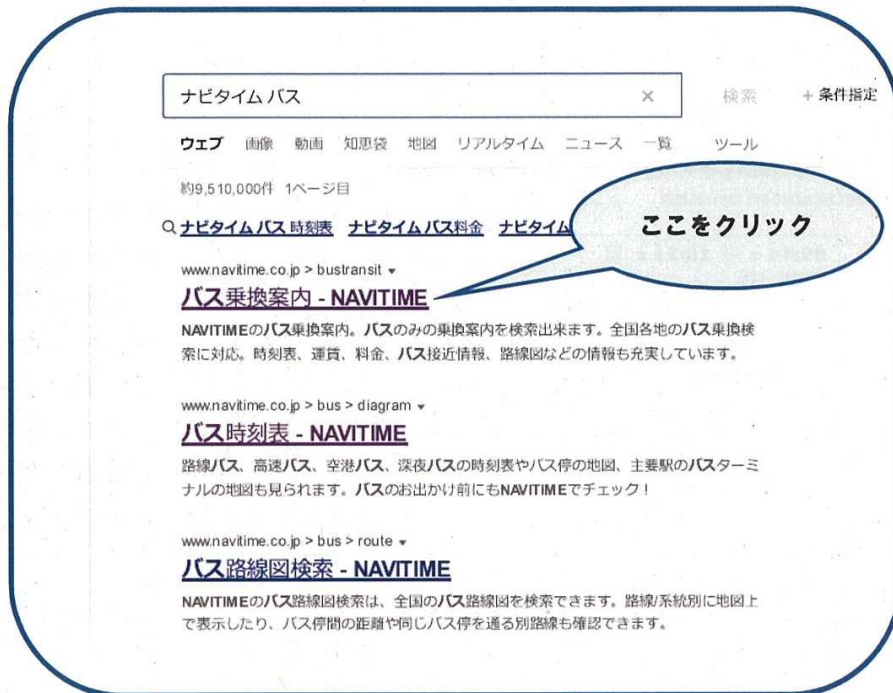 ナビタイム バス × 検索 + 条件指定
ウェブ 画像 動画 知恵袋 地図 リアルタイム ニュース 一覧 ツール
約9,510,000件 1ページ目
ナビタイム バス 時刻表 ナビタイム バス料金 ナビタイム
ここをクリック
www.navitime.co.jp > bustransit
バス乗換案内 - NAVITIME
NAVITIMEのバス乗換案内。バスのみの乗換案内を検索出来ます。全国各地のバス乗換検
索に対応。時刻表、運賃、料金、バス接近情報、路線図などの情報も充実しています。
www.navitime.co.jp > bus > diagram
バス時刻表 - NAVITIME
路線バス、高速バス、空港バス、深夜バスの時刻表やバス停の地図、主要駅のバスターミ
ナルの地図も見られます。バスのお出かけ前にもNAVITIMEでチェック！
www.navitime.co.jp > bus > route
バス路線図検索 - NAVITIME
NAVITIMEのバス路線図検索は、全国のバス路線図を検索できます。路線/系統別に地図上
で表示したり、バス停間の距離や同じバス停を通る別路線も確認できます。